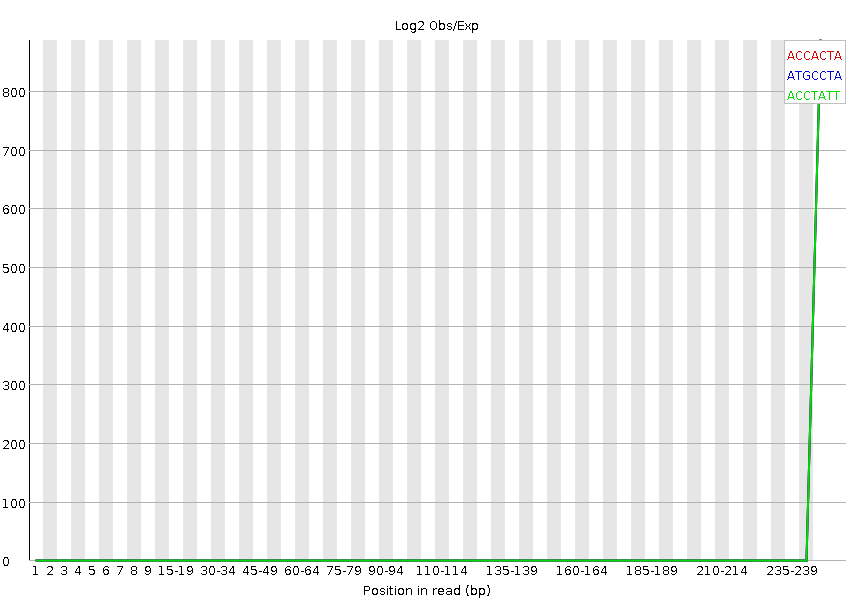 Log2 Obs/Exp
ACCACTA
ATGCCTA
ACCTATT
800
700
600
500
400
300
200
100
0
1 2 3 4 5 6 7 8 9 15-19 30-34 45-49 60-64 75-79 90-94 110-114 135-139 160-164 185-189 210-214 235-239
Position in read (bp)